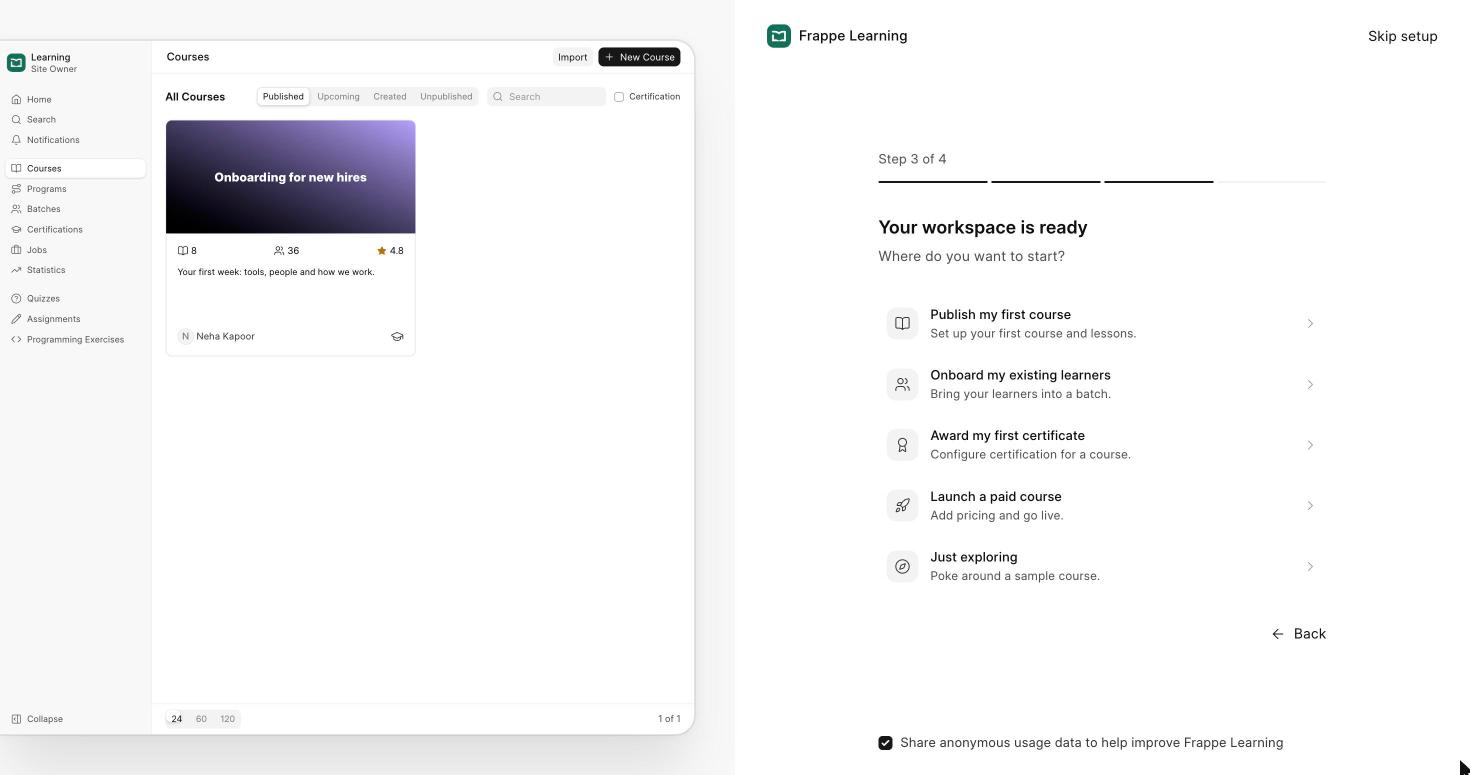 Learning
Site Owner
Home
Search
Notifications
Courses
Programs
Batches
Certifications
Jobs
Statistics
Quizzes
Assignments
Programming Exercises
Collapse
Courses
Import
New Course
All Courses
Published
Upcoming
Created
Unpublished
Search
Certification
Onboarding for new hires
8
36
4.8
Your first week: tools, people and how we work.
N
Neha Kapoor
24
60
120
1 of 1
Frappe Learning
Skip setup
Step 3 of 4
Your workspace is ready
Where do you want to start?
Publish my first course
Set up your first course and lessons.
Onboard my existing learners
Bring your learners into a batch.
Award my first certificate
Configure certification for a course.
Launch a paid course
Add pricing and go live.
Just exploring
Poke around a sample course.
Back
Share anonymous usage data to help improve Frappe Learning